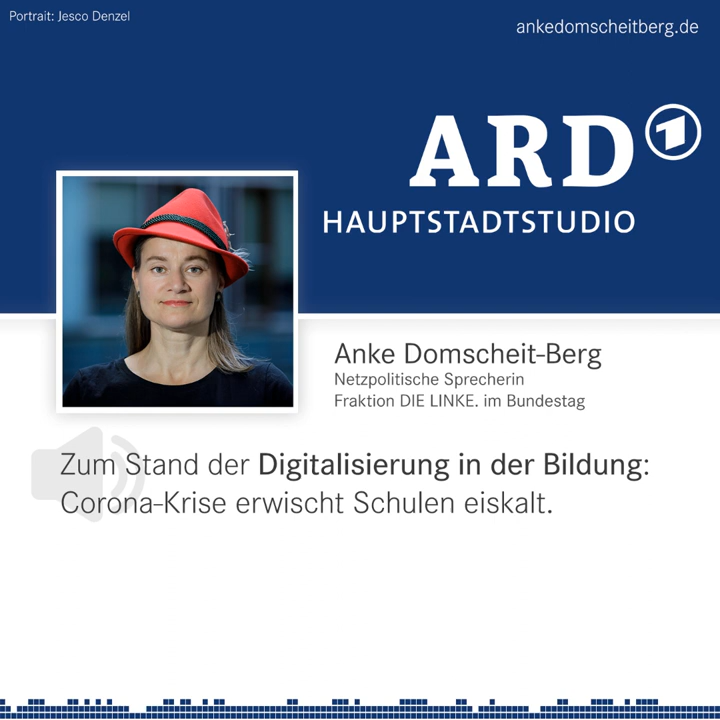 Portrait: Jesco Denzel
ankedomscheitberg.de
ARD 1
HAUPTSTADTSTUDIO
Anke Domscheit-Berg
Netzpolitische Sprecherin
Fraktion DIE LINKE. im Bundestag
Zum Stand der Digitalisierung in der Bildung:
Corona-Krise erwischt Schulen eiskalt.